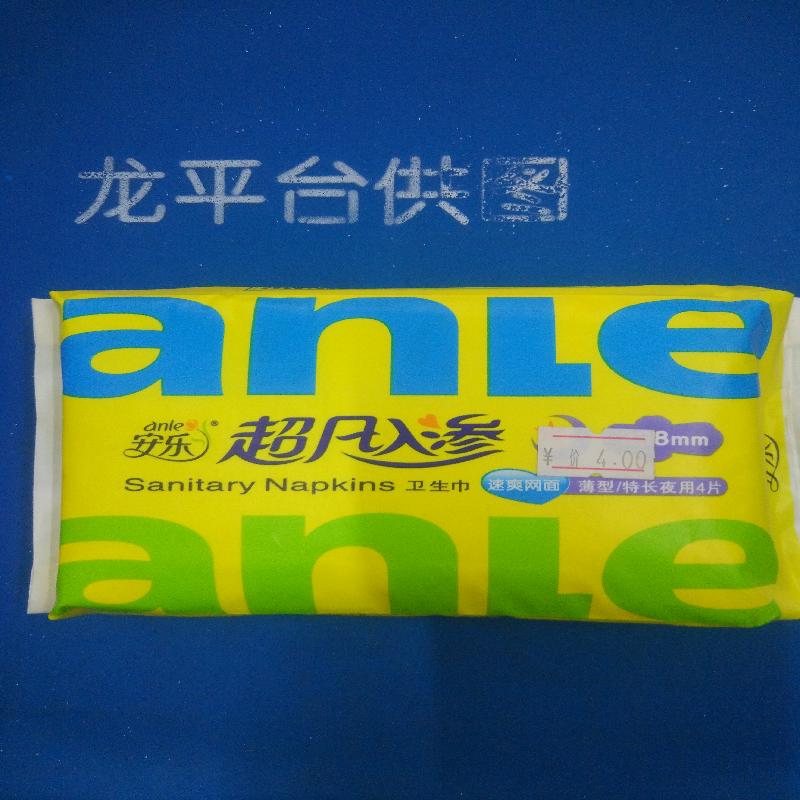 龙平台供图
anle
anle
安乐®
超凡入渗
8mm
¥ 价 4.00
Sanitary Napkins 卫生巾
速爽网面
薄型/特长夜用4片
anle